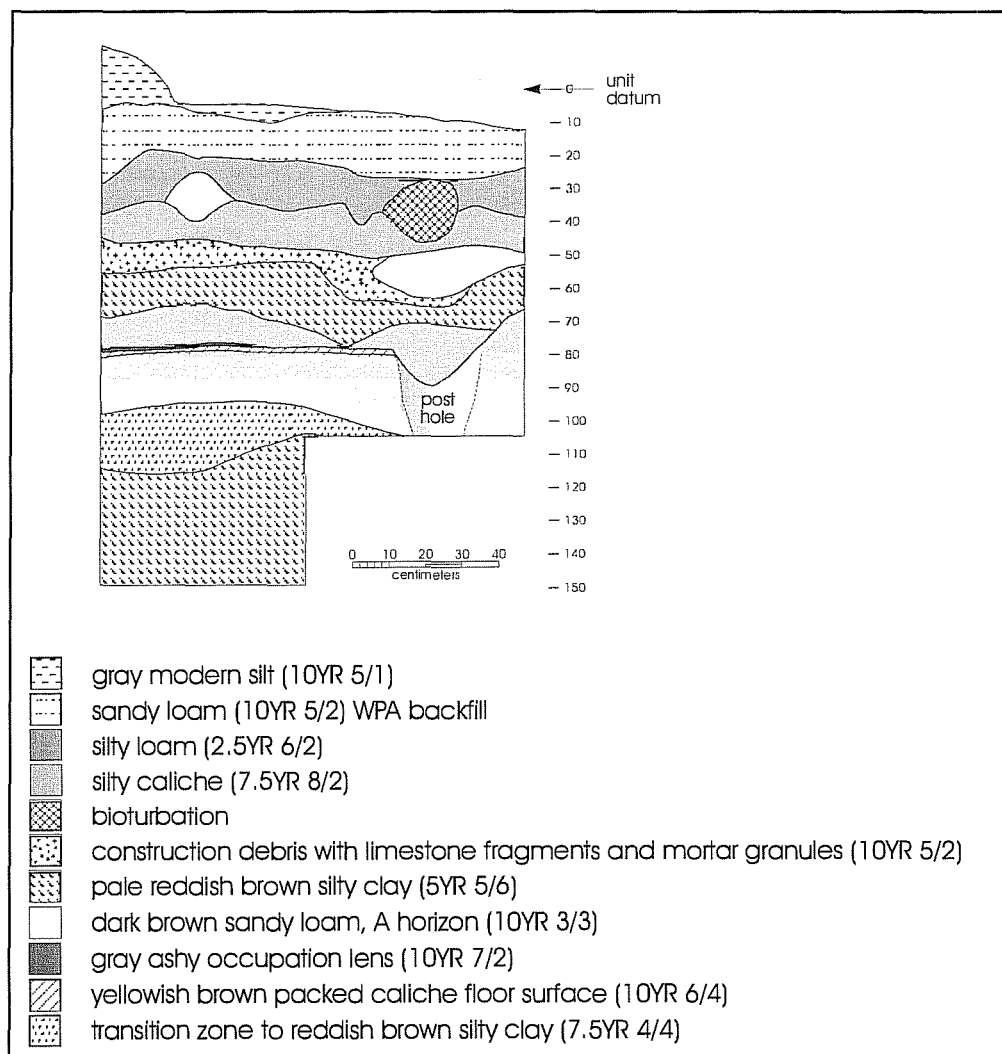 0 unit
datum
— 10
— 20
— 30
— 40
— 50
— 60
— 70
— 80
— 90
— 100
— 110
— 120
— 130
— 140
— 150
post
hole
0 10 20 30 40
centimeters
gray modern silt (10YR 5/1)
sandy loam (10YR 5/2) WPA backfill
silty loam (2.5YR 6/2)
silty caliche (7.5YR 8/2)
bioturbation
construction debris with limestone fragments and mortar granules (10YR 5/2)
pale reddish brown silty clay (5YR 5/6)
dark brown sandy loam, A horizon (10YR 3/3)
gray ashy occupation lens (10YR 7/2)
yellowish brown packed caliche floor surface (10YR 6/4)
transition zone to reddish brown silty clay (7.5YR 4/4)